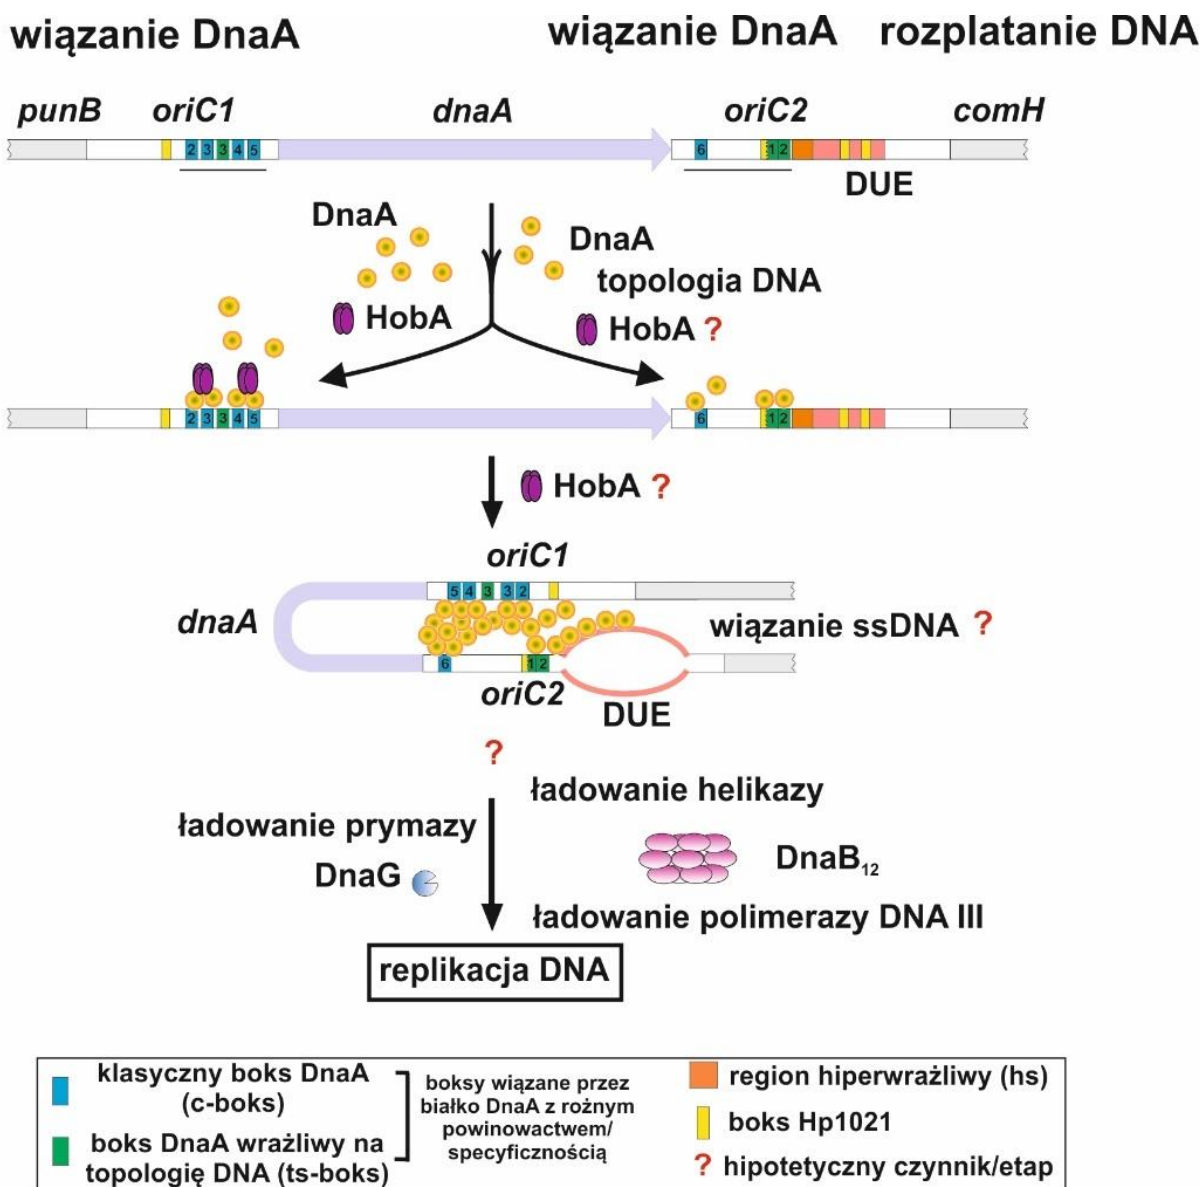 wiązanie DnaA
wiązanie DnaA rozplatanie DNA
punB oriC1 dnaA oriC2 comH
2 3 3 4 5 6 1 2
DUE
DnaA
DnaA
topologia DNA
HobA
HobA ?
2 3 3 4 5 6 1 2
HobA ?
oriC1
5 4 3 3 2
dnaA
wiązanie ssDNA ?
6 1 2
oriC2
DUE
?
ładowanie helikazy
ładowanie prymazy
DnaG
DnaB12
ładowanie polimerazy DNA III
replikacja DNA
klasyczny boks DnaA
(c-boks)
boks DnaA wrażliwy na
topologię DNA (ts-boks)
boksy wiązane przez
białko DnaA z rożnym
powinowactwem/
specyficznością
region hiperwrażliwy (hs)
boks Hp1021
? hipotetyczny czynnik/etap